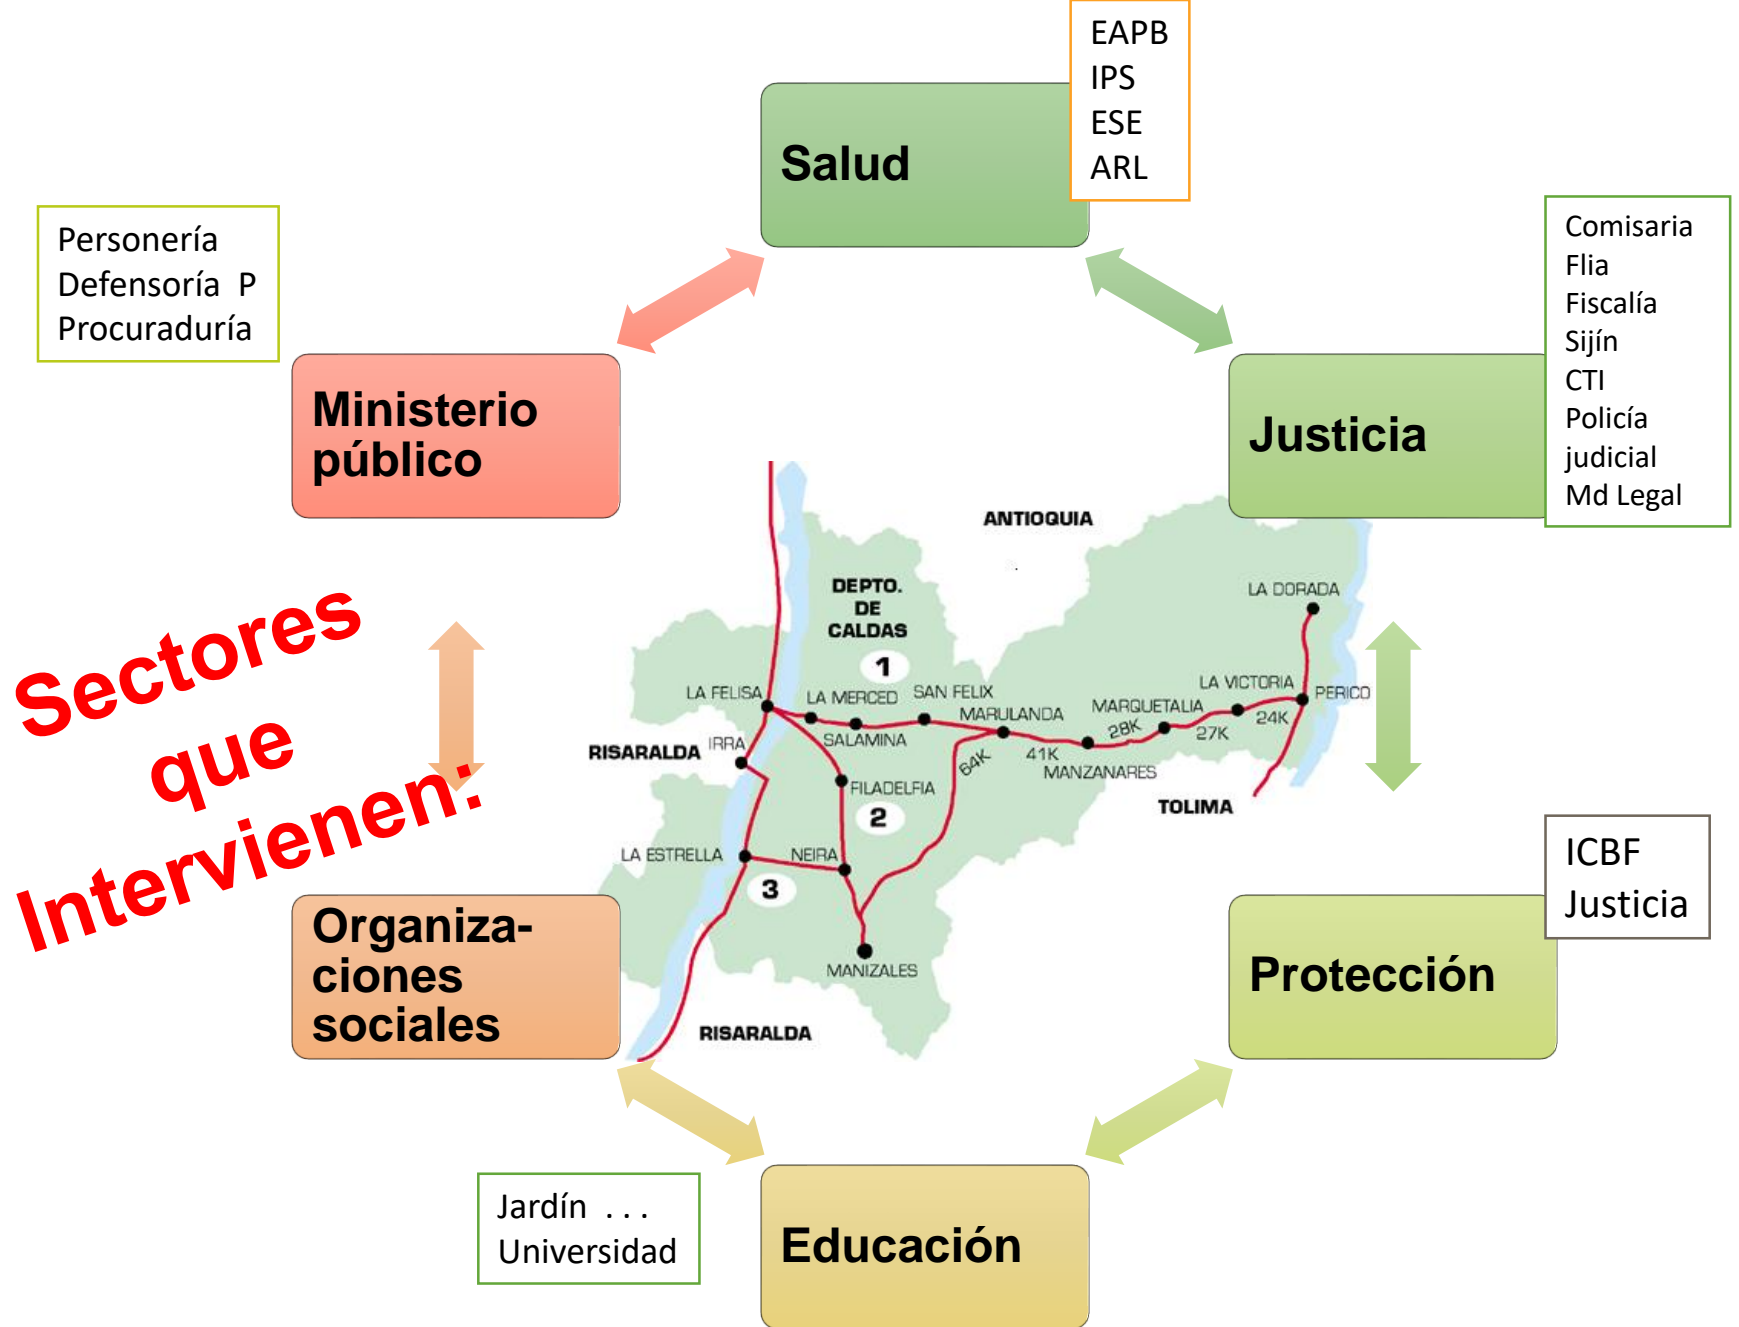 EAPB
IPS
ESE
ARL
Salud
Personería
Defensoría  P
Procuraduría
Comisaria
Flia
Fiscalía
Sijín
CTI
Policía
judicial
Md Legal
Ministerio
público
Justicia
Sectores
que
Intervienen:
ANTIOQUIA
DEPTO.
DE
CALDAS
1
LA DORADA
LA FELISA
LA MERCED
SAN FELIX
MARULANDA
MARQUETALIA
LA VICTORIA
PERICO
SALAMINA
28K
27K
24K
RISARALDA
IRRA
64K
41K
MANZANARES
FILADELFIA
2
TOLIMA
LA ESTRELLA
NEIRA
3
MANIZALES
RISARALDA
ICBF
Justicia
Organiza-
ciones
sociales
Protección
Jardín  . . .
Universidad
Educación